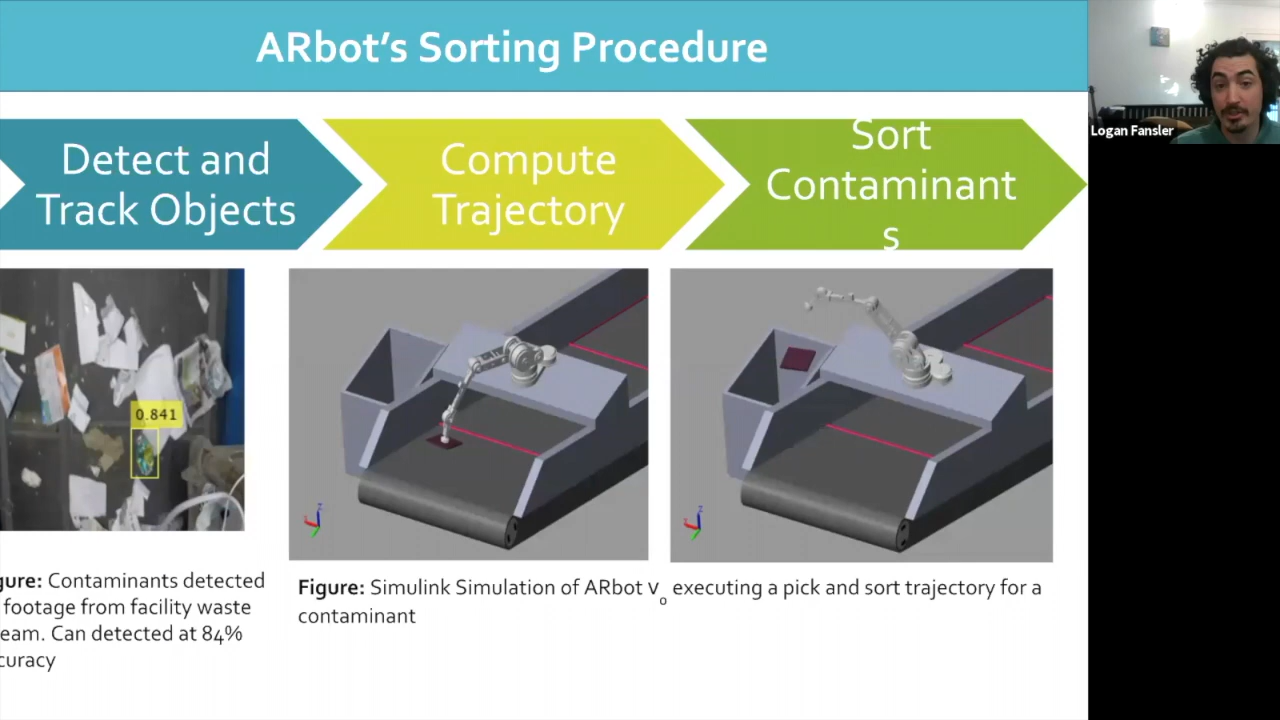 ARbot's Sorting Procedure
Logan Fansler
Detect and
Track Objects
Compute
Trajectory
Sort
Contaminant
s
0.841
gure: Contaminants detected
footage from facility waste
eam. Can detected at 84%
curacy
Figure: Simulink Simulation of ARbot v₀ executing a pick and sort trajectory for a
contaminant